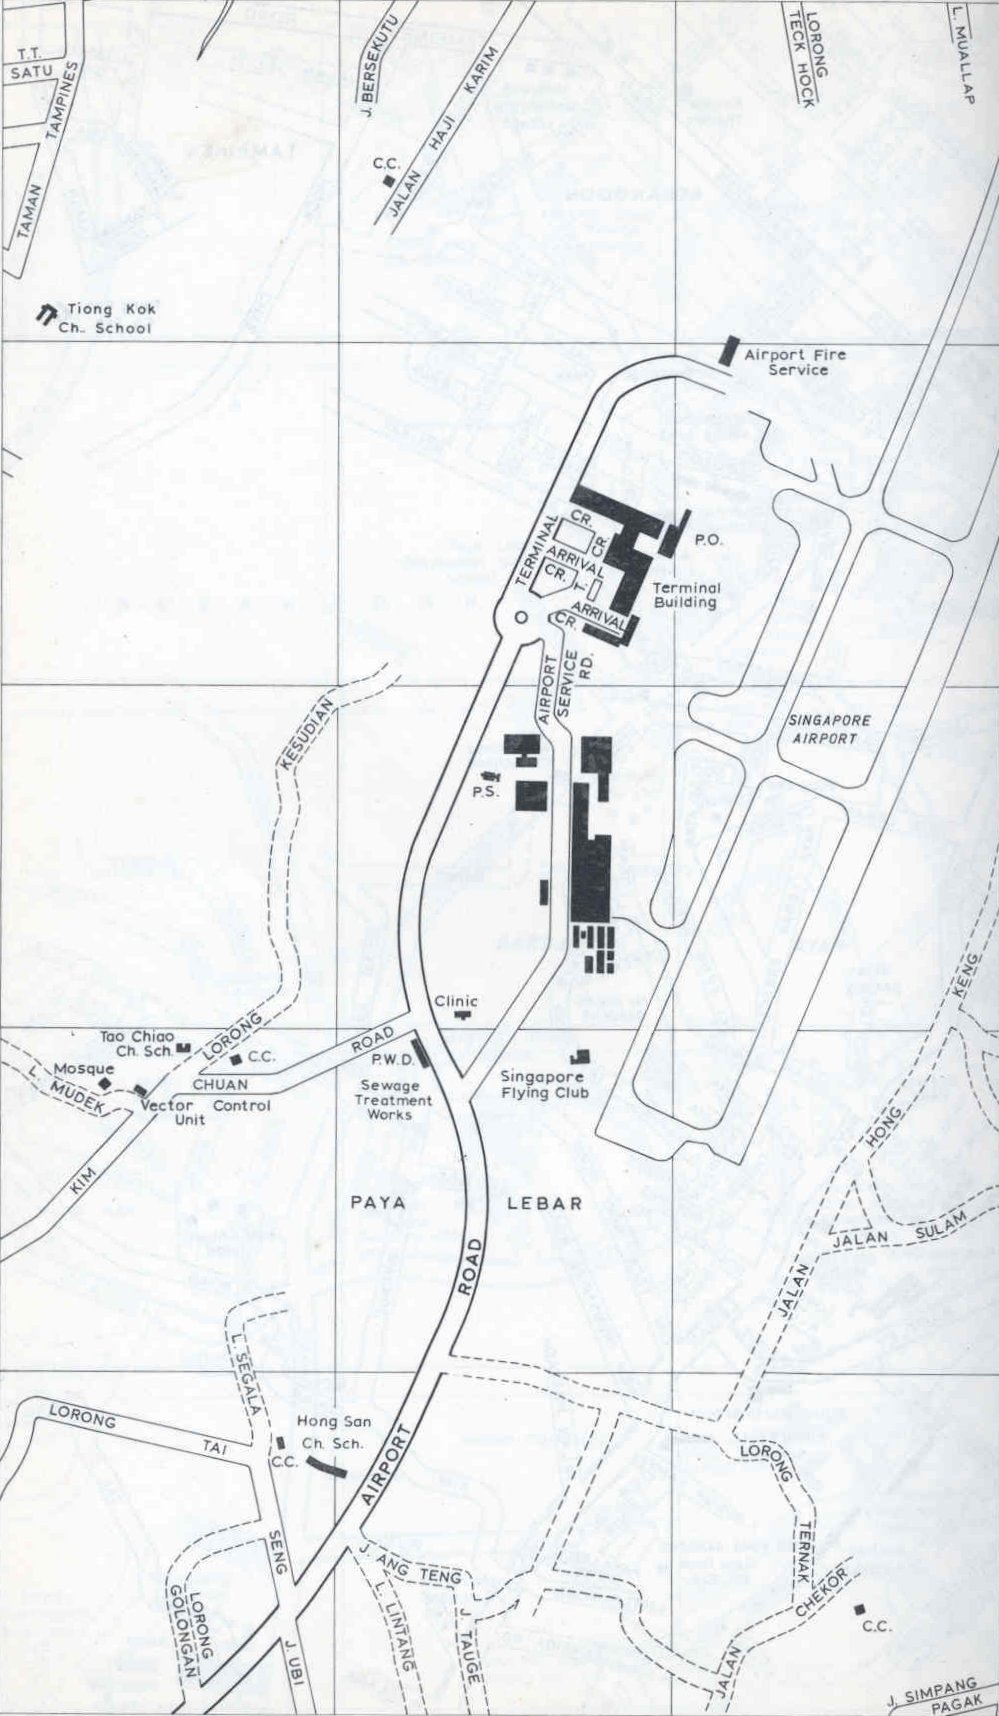 T.T.
SATU
TAMAN TAMPINES
J. BERSEKUTU
JALAN HAJI KARIM
LORONG
TECK HOCK
L. MUALLAP
C.C.
Tiong Kok
Ch. School
Airport Fire
Service
TERMINAL
CR.
CR.
ARRIVAL
CR.
T.
ARRIVAL
CR.
P.O.
Terminal
Building
AIRPORT
SERVICE
RD.
KESUDIAN
SINGAPORE
AIRPORT
P.S.
KENG
Clinic
Tao Chiao
Ch. Sch.
LORONG
C.C.
ROAD
P.W.D.
Mosque
L. MUDEK
CHUAN
Vector Control
Unit
Sewage
Treatment
Works
Singapore
Flying Club
HONG
KIM
PAYA LEBAR
JALAN SULAM
ROAD
JALAN
L. SEGALA
LORONG
TAI
Hong San
Ch. Sch.
C.C.
AIRPORT
LORONG
TERNAK
SENG
J. ANG TENG
LORONG
GOLONGAN
L. LINTANG
J. TAUGE
CHEKOR
C.C.
J. UBI
JALAN
J. SIMPANG
PAGAK